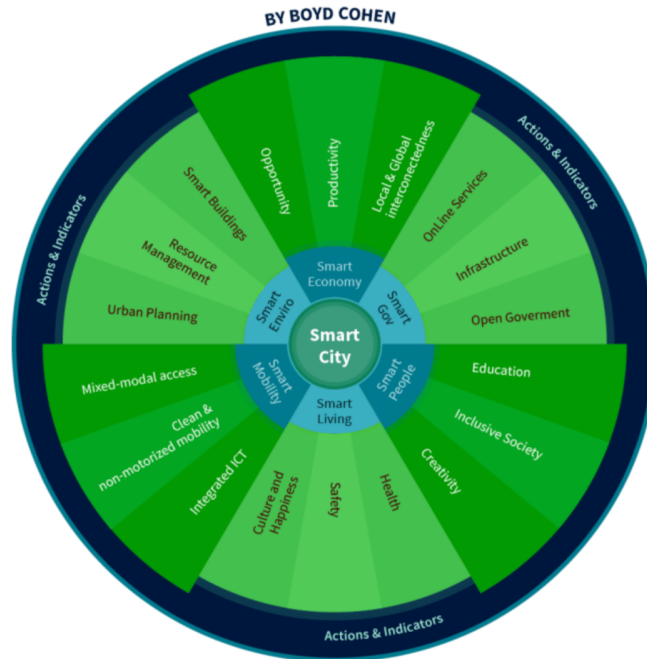 BY BOYD COHEN
Actions & Indicators
Actions & Indicators
Actions & Indicators
Smart
City
Smart
Economy
Opportunity
Productivity
Local & Global
interconectedness
Smart
Gov
OnLine Services
Infrastructure
Open Goverment
Smart
People
Education
Inclusive Society
Creativity
Smart
Living
Health
Safety
Culture and
Happiness
Smart
Mobility
Integrated ICT
Clean &
non-motorized mobility
Mixed-modal access
Smart
Enviro
Urban Planning
Resource
Management
Smart Buildings